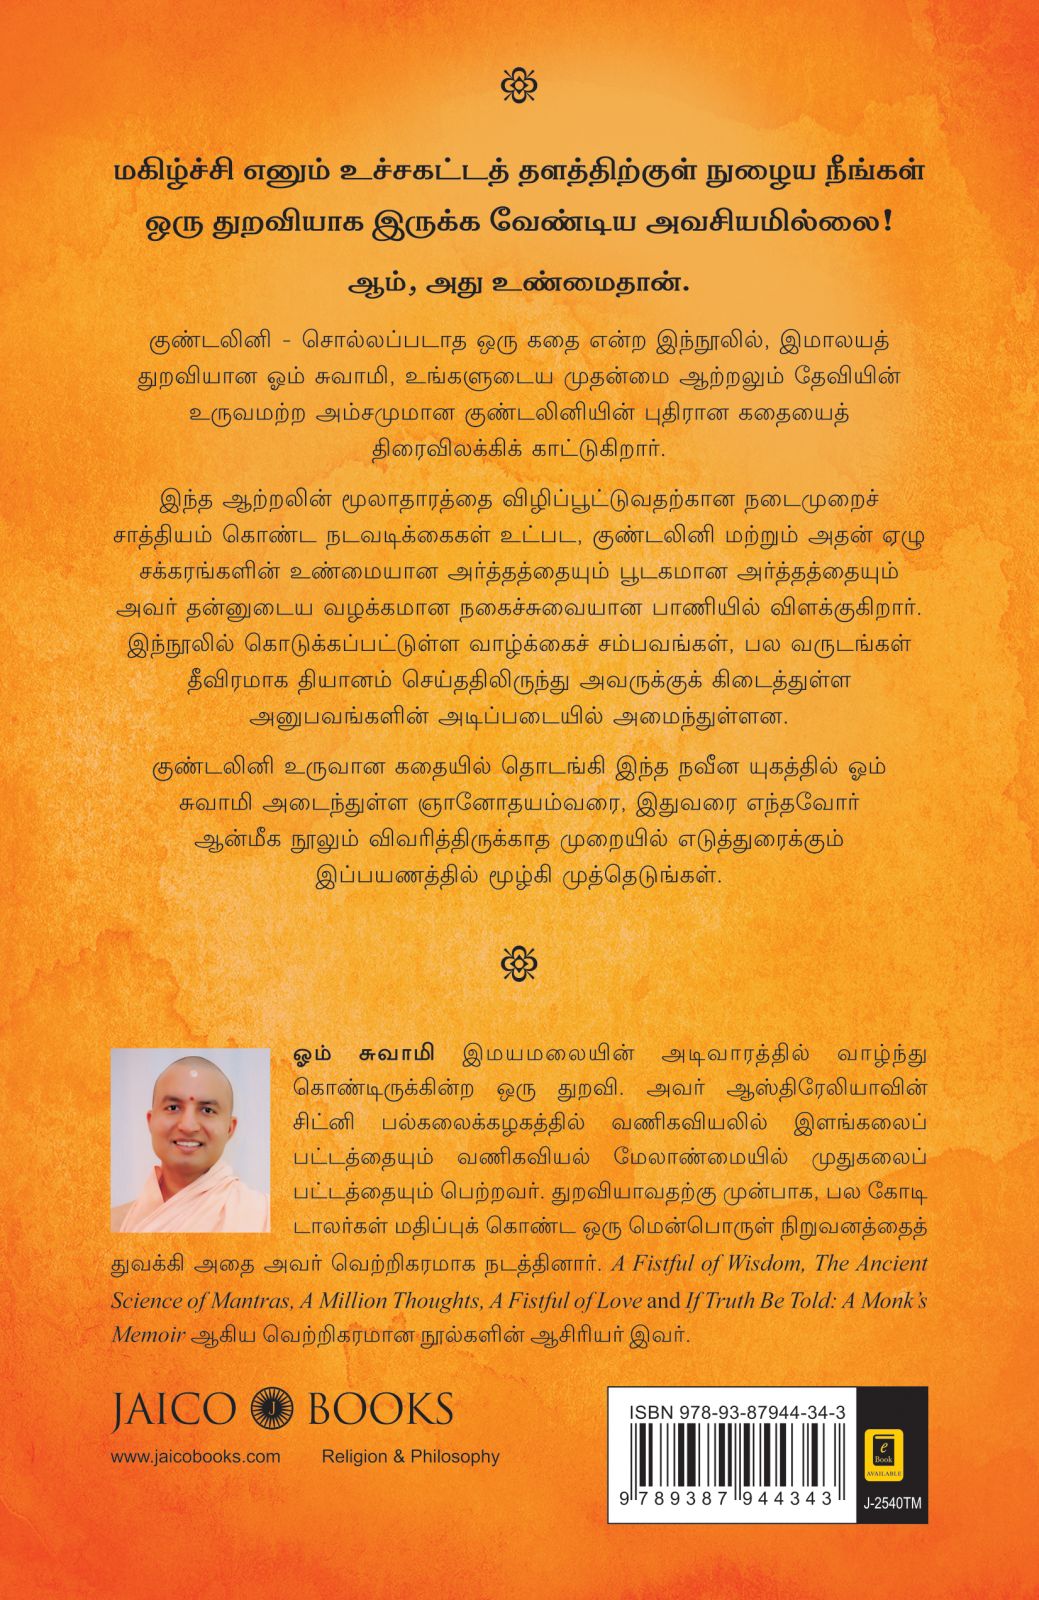 மகிழ்ச்சி எனும் உச்சகட்டத் தளத்திற்குள் நுழைய நீங்கள்
ஒரு துறவியாக இருக்க வேண்டிய அவசியமில்லை!
ஆம், அது உண்மைதான்.
குண்டலினி - சொல்லப்படாத ஒரு கதை என்ற இந்நூலில், இமாலயத்
துறவியான ஓம் சுவாமி, உங்களுடைய முதன்மை ஆற்றலும் தேவியின்
உருவமற்ற அம்சமுமான குண்டலினியின் புதிரான கதையைத்
திரைவிலக்கிக் காட்டுகிறார்.
இந்த ஆற்றலின் மூலாதாரத்தை விழிப்பூட்டுவதற்கான நடைமுறைச்
சாத்தியம் கொண்ட நடவடிக்கைகள் உட்பட, குண்டலினி மற்றும் அதன் ஏழு
சக்கரங்களின் உண்மையான அர்த்தத்தையும் பூடகமான அர்த்தத்தையும்
அவர் தன்னுடைய வழக்கமான நகைச்சுவையான பாணியில் விளக்குகிறார்.
இந்நூலில் கொடுக்கப்பட்டுள்ள வாழ்க்கைச் சம்பவங்கள், பல வருடங்கள்
தீவிரமாக தியானம் செய்ததிலிருந்து அவருக்குக் கிடைத்துள்ள
அனுபவங்களின் அடிப்படையில் அமைந்துள்ளன.
குண்டலினி உருவான கதையில் தொடங்கி இந்த நவீன யுகத்தில் ஓம்
சுவாமி அடைந்துள்ள ஞானோதயம்வரை, இதுவரை எந்தவோர்
ஆன்மீக நூலும் விவரித்திருக்காத முறையில் எடுத்துரைக்கும்
இப்பயணத்தில் மூழ்கி முத்தெடுங்கள்.
ஓம் சுவாமி இமயமலையின் அடிவாரத்தில் வாழ்ந்து
கொண்டிருக்கின்ற ஒரு துறவி. அவர் ஆஸ்திரேலியாவின்
சிட்னி பல்கலைக்கழகத்தில் வணிகவியலில் இளங்கலைப்
பட்டத்தையும் வணிகவியல் மேலாண்மையில் முதுகலைப்
பட்டத்தையும் பெற்றவர். துறவியாவதற்கு முன்பாக, பல கோடி
டாலர்கள் மதிப்புக் கொண்ட ஒரு மென்பொருள் நிறுவனத்தைத்
துவக்கி அதை அவர் வெற்றிகரமாக நடத்தினார். A Fistful of Wisdom, The Ancient
Science of Mantras, A Million Thoughts, A Fistful of Love and If Truth Be Told: A Monk's
Memoir ஆகிய வெற்றிகரமான நூல்களின் ஆசிரியர் இவர்.
JAICO J BOOKS
www.jaicobooks.com Religion & Philosophy
ISBN 978-93-87944-34-3
9 789387 944343
e
Book
AVAILABLE
J-2540TM